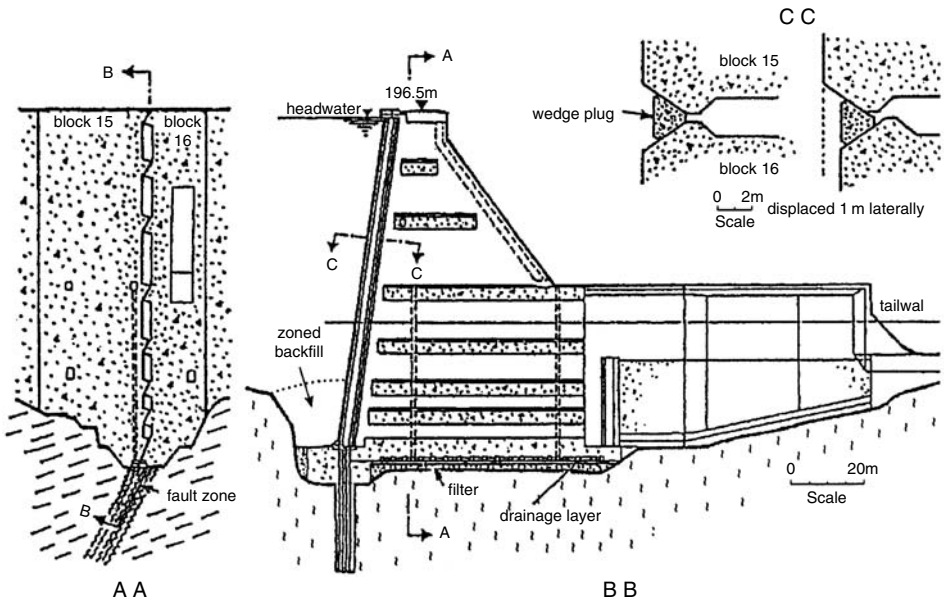 B
block 15
block
16
fault zone
B
A A
A
196.5m
headwater
C
C
zoned
backfill
filter
drainage layer
A
B B
tailwal
0 20m
Scale
C C
block 15
wedge plug
block 16
0 2m
Scale
displaced 1 m laterally